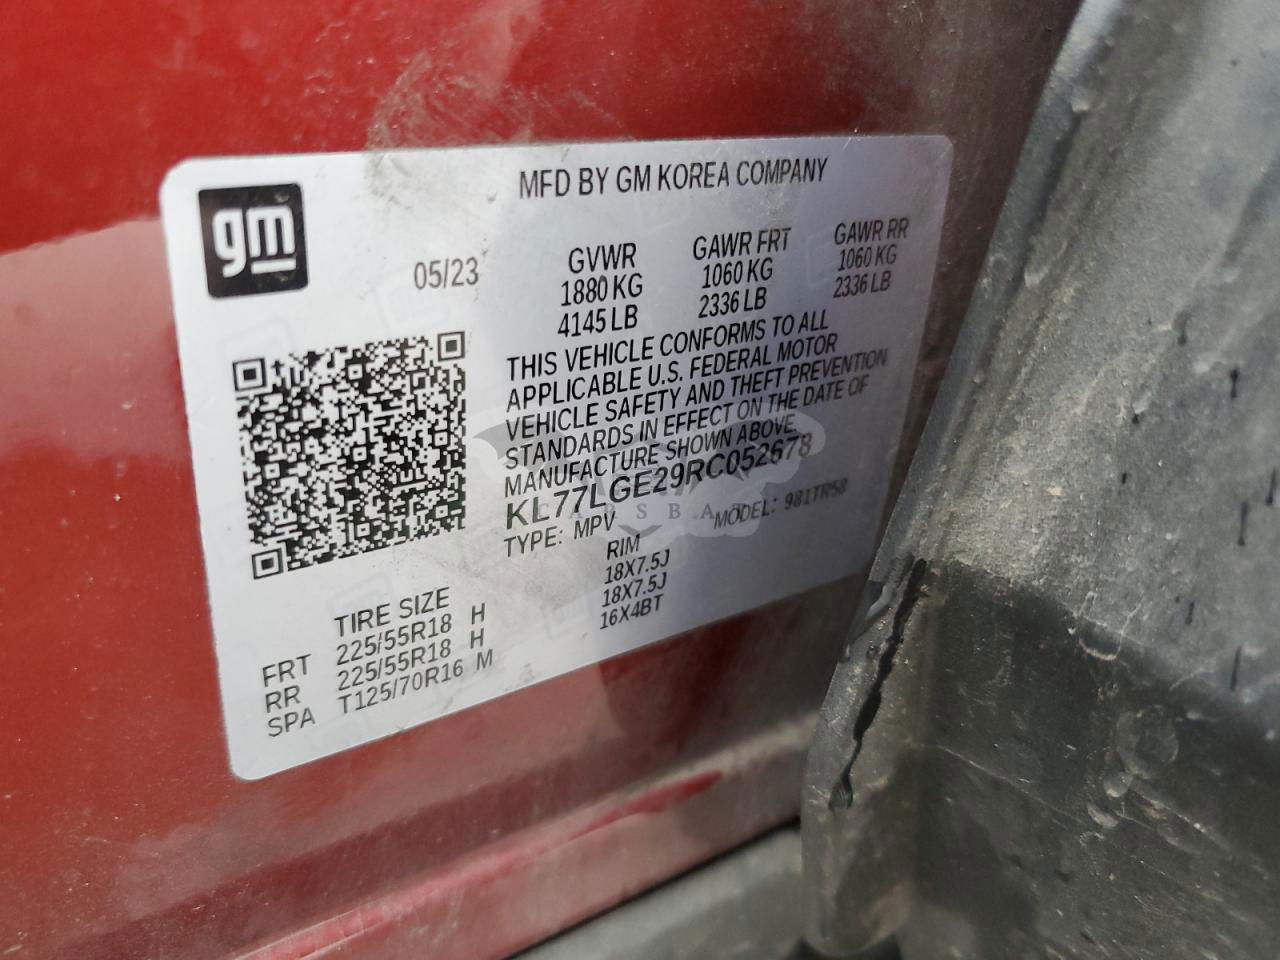 MFD BY GM KOREA COMPANY
gm
05/23
GVWR GAWR FRT GAWR RR
1880 KG 1060 KG 1060 KG
4145 LB 2336 LB 2336 LB
THIS VEHICLE CONFORMS TO ALL
APPLICABLE U.S. FEDERAL MOTOR
VEHICLE SAFETY AND THEFT PREVENTION
STANDARDS IN EFFECT ON THE DATE OF
MANUFACTURE SHOWN ABOVE.
KL77LGE29RC052678
CARSBAT
TYPE: MPV MODEL: 981TR58
TIRE SIZE RIM
FRT 225/55R18 H 18X7.5J
RR 225/55R18 H 18X7.5J
SPA T125/70R16 M 16X4BT